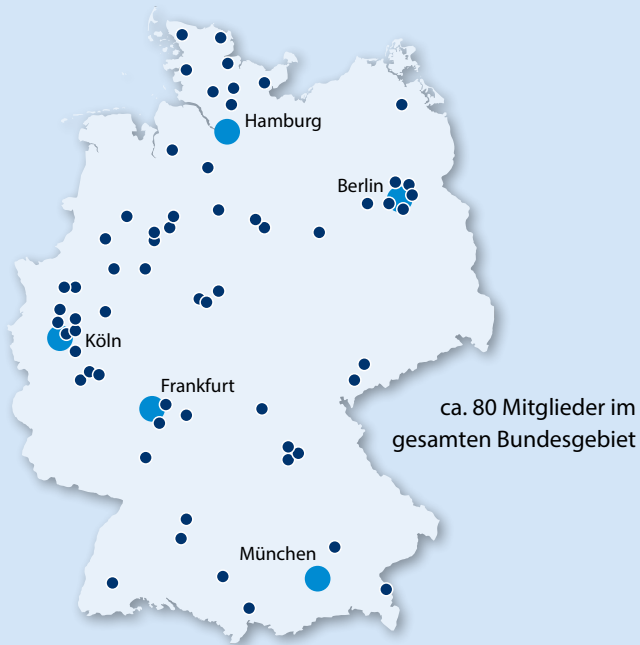 Hamburg
Berlin
Köln
Frankfurt
ca. 80 Mitglieder im
gesamten Bundesgebiet
München